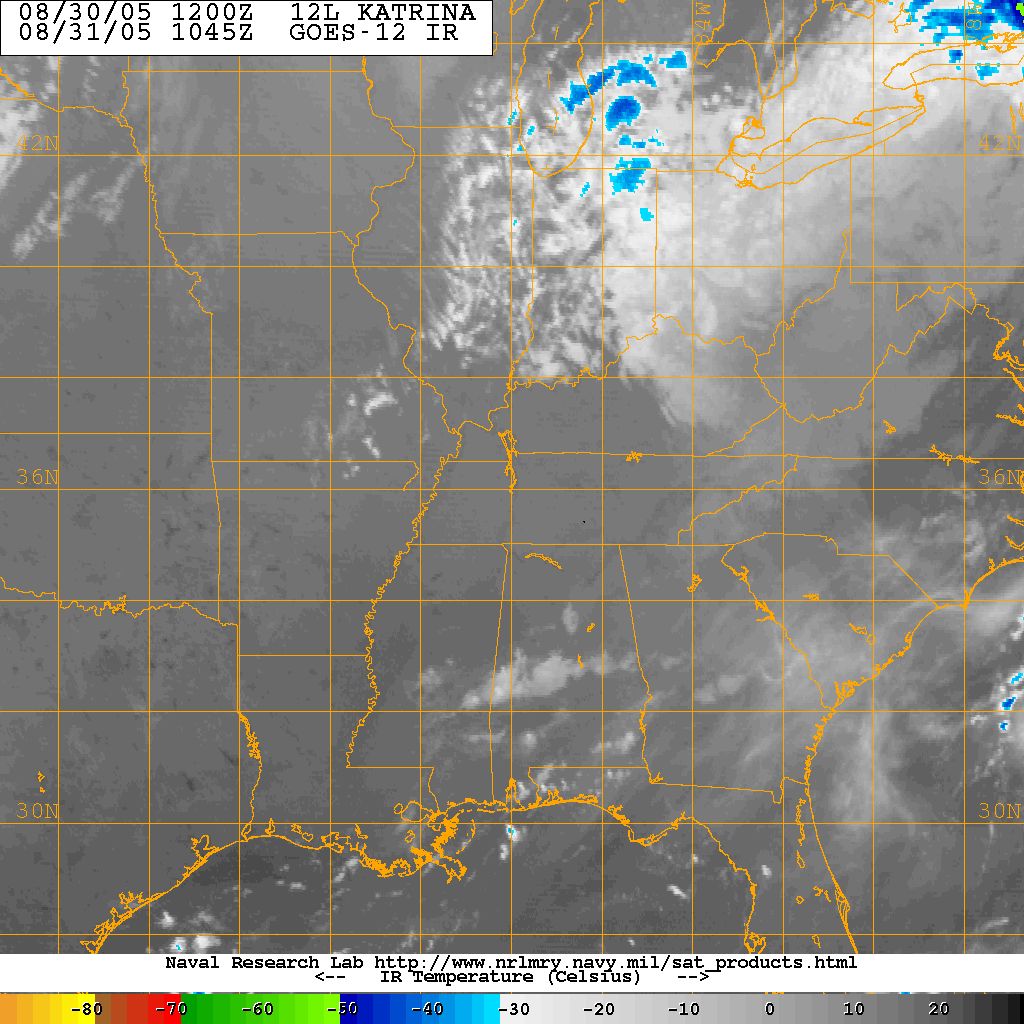 08/30/05 1200Z 12L KATRINA
08/31/05 1045Z GOES-12 IR
42N 42N
36N 36N
30N 30N
Naval Research Lab http://www.nrlmry.navy.mil/sat_products.html
<-- IR Temperature (Celsius) -->
-80 -70 -60 -50 -40 -30 -20 -10 0 10 20